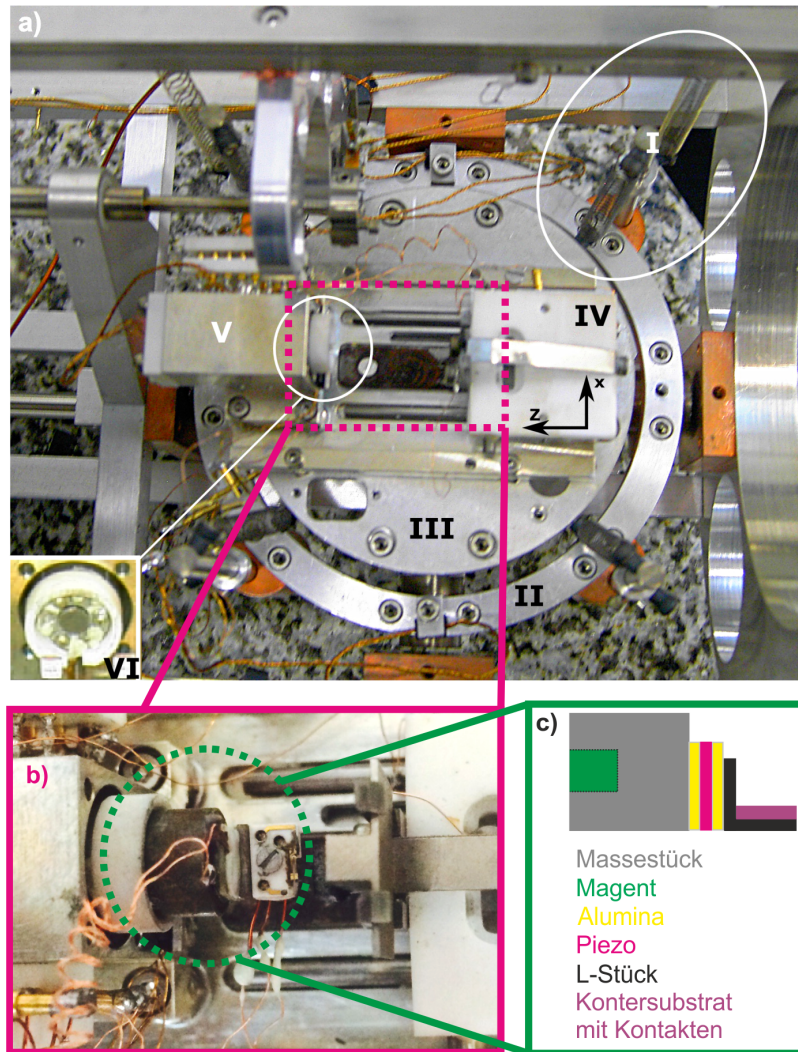 a)
I
IV
V
x
z
III
II
VI
b)
c)
Massestück
Magent
Alumina
Piezo
L-Stück
Kontersubstrat
mit Kontakten